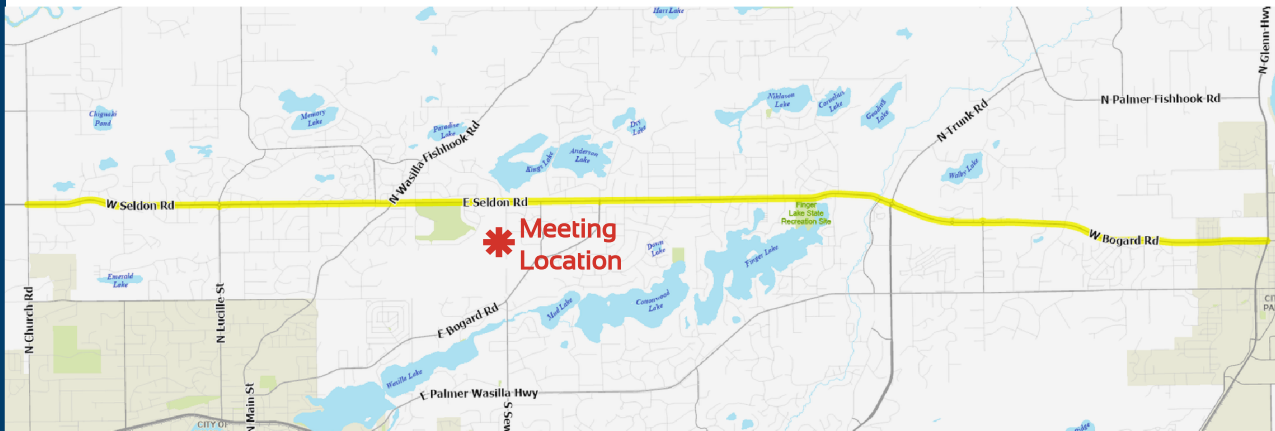 Hart Lake
N Glenn Hwy
Niklason
Lake
Cornelius
Lake
Gooding
Lake
N Palmer-Fishhook Rd
Chignaki
Pond
Memory
Lake
Paradise
Lake
Dry
Lake
N Trunk Rd
N Wasilla Fishhook Rd
Kings Lake
Anderson
Lake
Walby Lake
W Seldon Rd
E Seldon Rd
Finger
Lake State
Recreation Site
Meeting
Location
W Bogard Rd
Finger Lake
Emerald
Lake
N Church Rd
N Lucille St
E Bogard Rd
Mud Lake
Cottonwood
Lake
Wasilla Lake
N Main St
E Palmer Wasilla Hwy
CITY OF